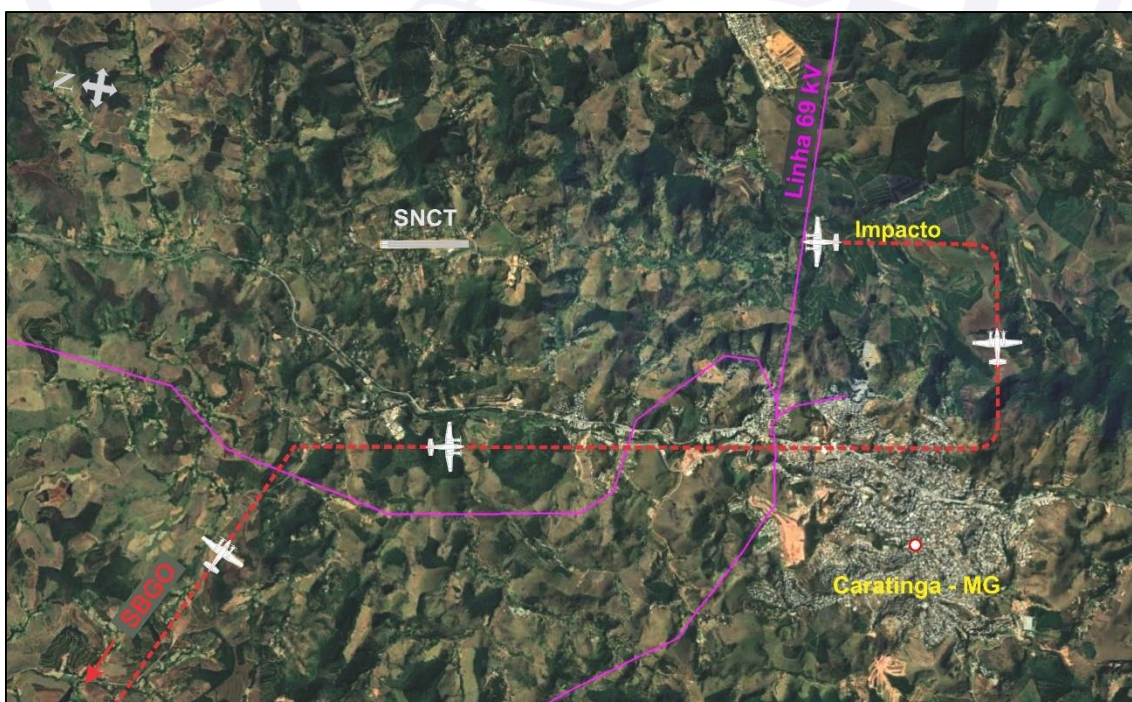 N
Linha 69 kV
SNCT
Impacto
SBGO
Caratinga - MG